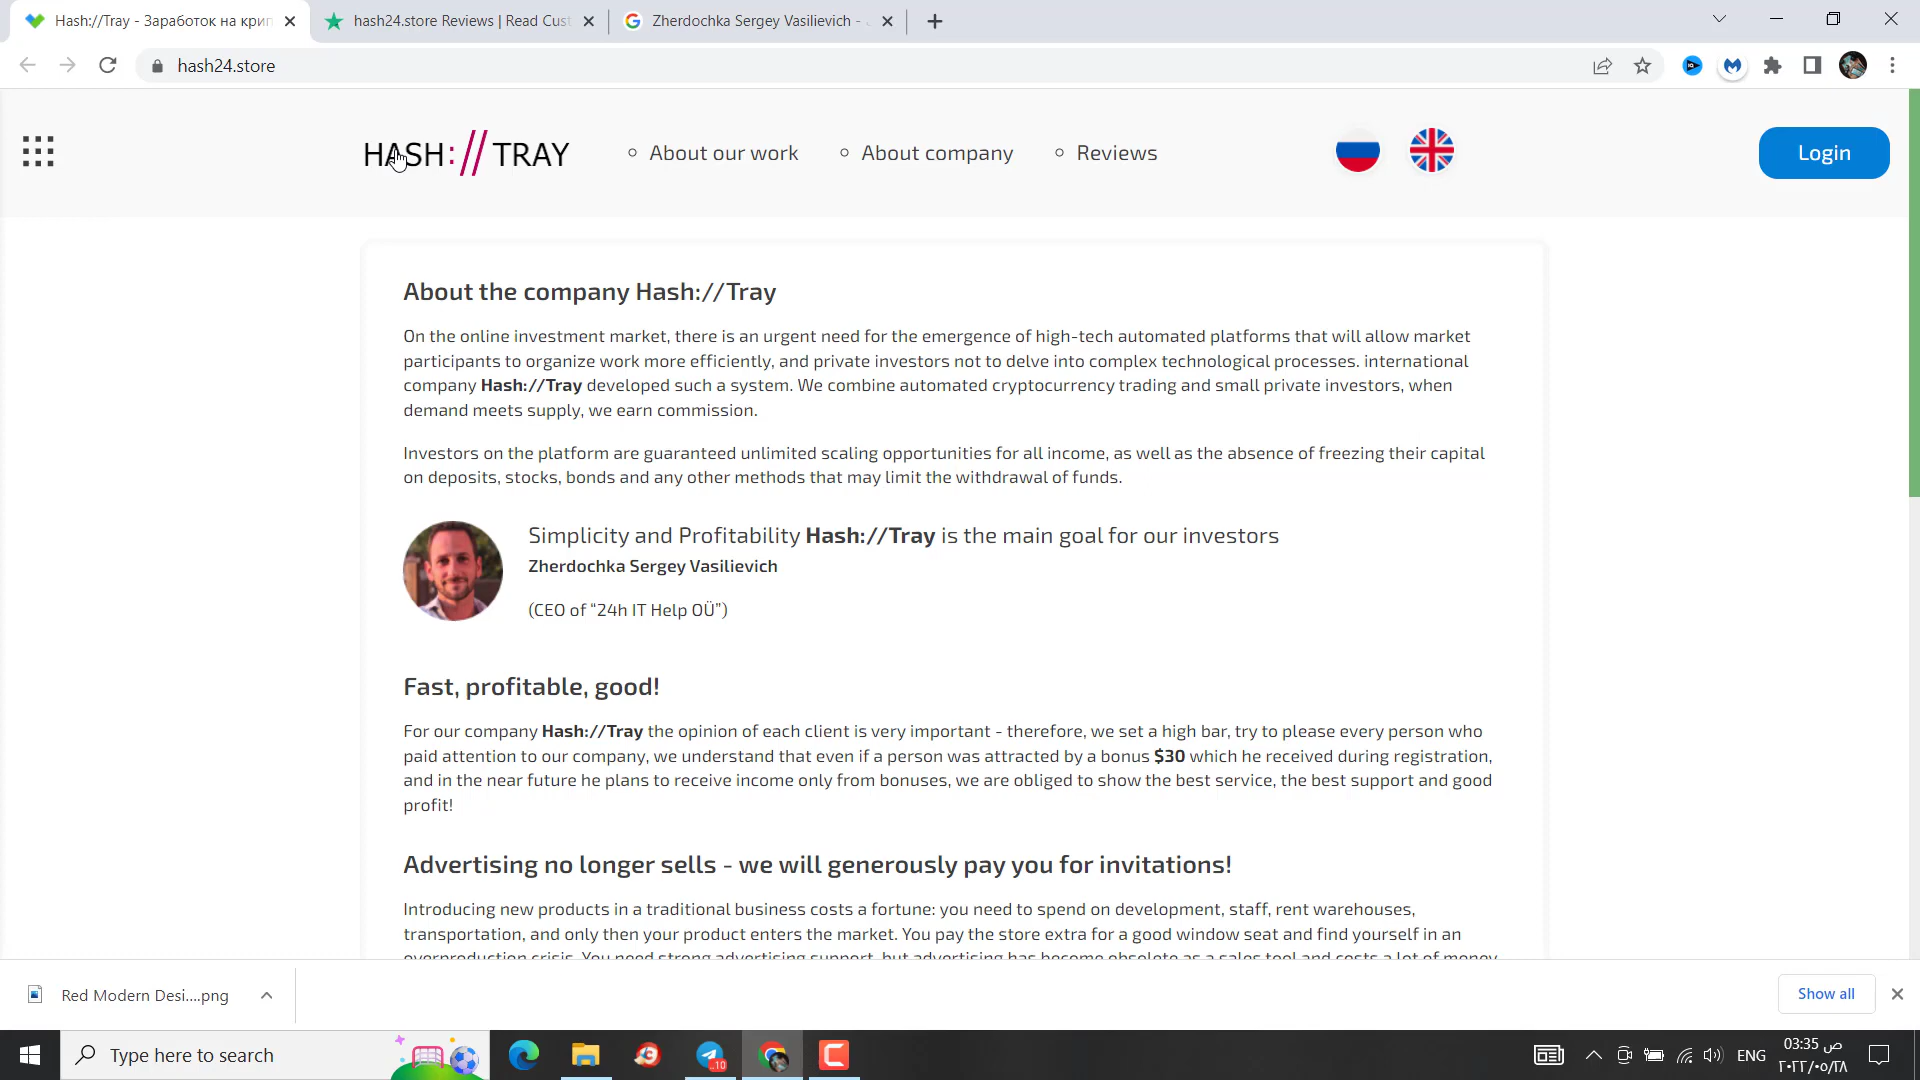 Hash://Tray - Заработок на крип
hash24.store Reviews | Read Cust
Zherdochka Sergey Vasilievich -
hash24.store
HASH://TRAY
About our work
About company
Reviews
Login
About the company Hash://Tray
On the online investment market, there is an urgent need for the emergence of high-tech automated platforms that will allow market
participants to organize work more efficiently, and private investors not to delve into complex technological processes. international
company Hash://Tray developed such a system. We combine automated cryptocurrency trading and small private investors, when
demand meets supply, we earn commission.
Investors on the platform are guaranteed unlimited scaling opportunities for all income, as well as the absence of freezing their capital
on deposits, stocks, bonds and any other methods that may limit the withdrawal of funds.
Simplicity and Profitability Hash://Tray is the main goal for our investors
Zherdochka Sergey Vasilievich
(CEO of “24h IT Help OÜ”)
Fast, profitable, good!
For our company Hash://Tray the opinion of each client is very important - therefore, we set a high bar, try to please every person who
paid attention to our company, we understand that even if a person was attracted by a bonus $30 which he received during registration,
and in the near future he plans to receive income only from bonuses, we are obliged to show the best service, the best support and good
profit!
Advertising no longer sells - we will generously pay you for invitations!
Introducing new products in a traditional business costs a fortune: you need to spend on development, staff, rent warehouses,
transportation, and only then your product enters the market. You pay the store extra for a good window seat and find yourself in an
overproduction crisis. You need strong advertising support, but advertising has become obsolete as a sales tool and costs a lot of money
Red Modern Desi....png
Show all
Type here to search
10
ENG
03:35 ص
٢٠٢٢/٠٥/٢٨